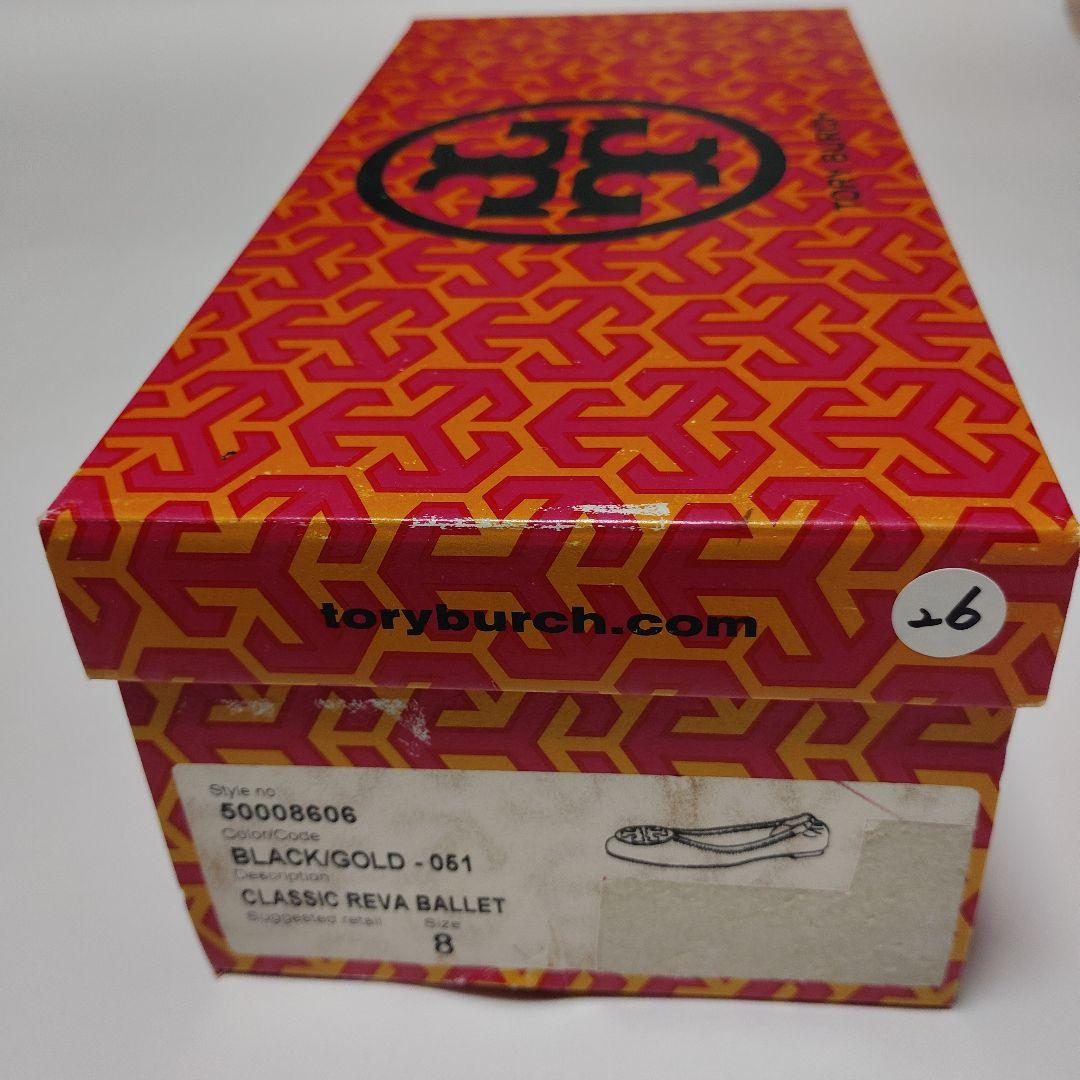 TORY BURCH
toryburch.com
26
Style no
50008606
Color/Code
BLACK/GOLD - 051
Description
CLASSIC REVA BALLET
Suggested retail Size
8